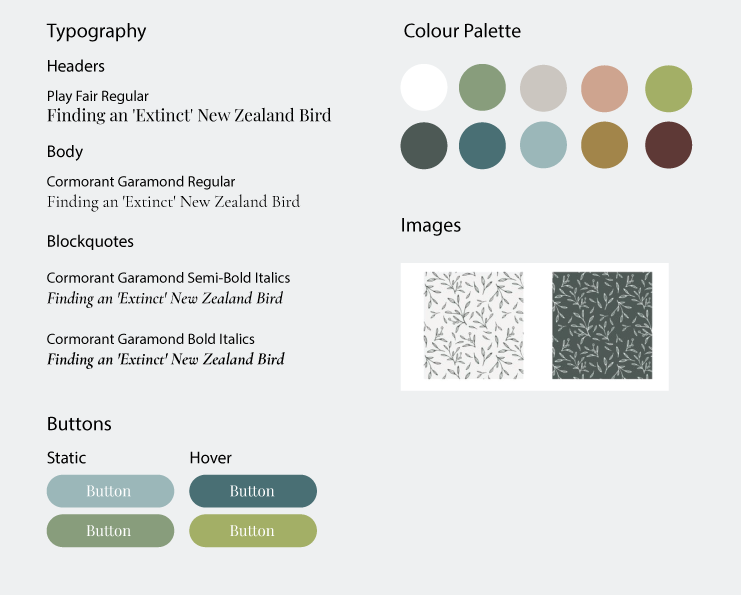 Typography
Headers
Play Fair Regular
Finding an 'Extinct' New Zealand Bird
Body
Cormorant Garamond Regular
Finding an 'Extinct' New Zealand Bird
Blockquotes
Cormorant Garamond Semi-Bold Italics
Finding an 'Extinct' New Zealand Bird
Cormorant Garamond Bold Italics
Finding an 'Extinct' New Zealand Bird
Buttons
Static
Hover
Button
Button
Button
Button
Colour Palette
Images